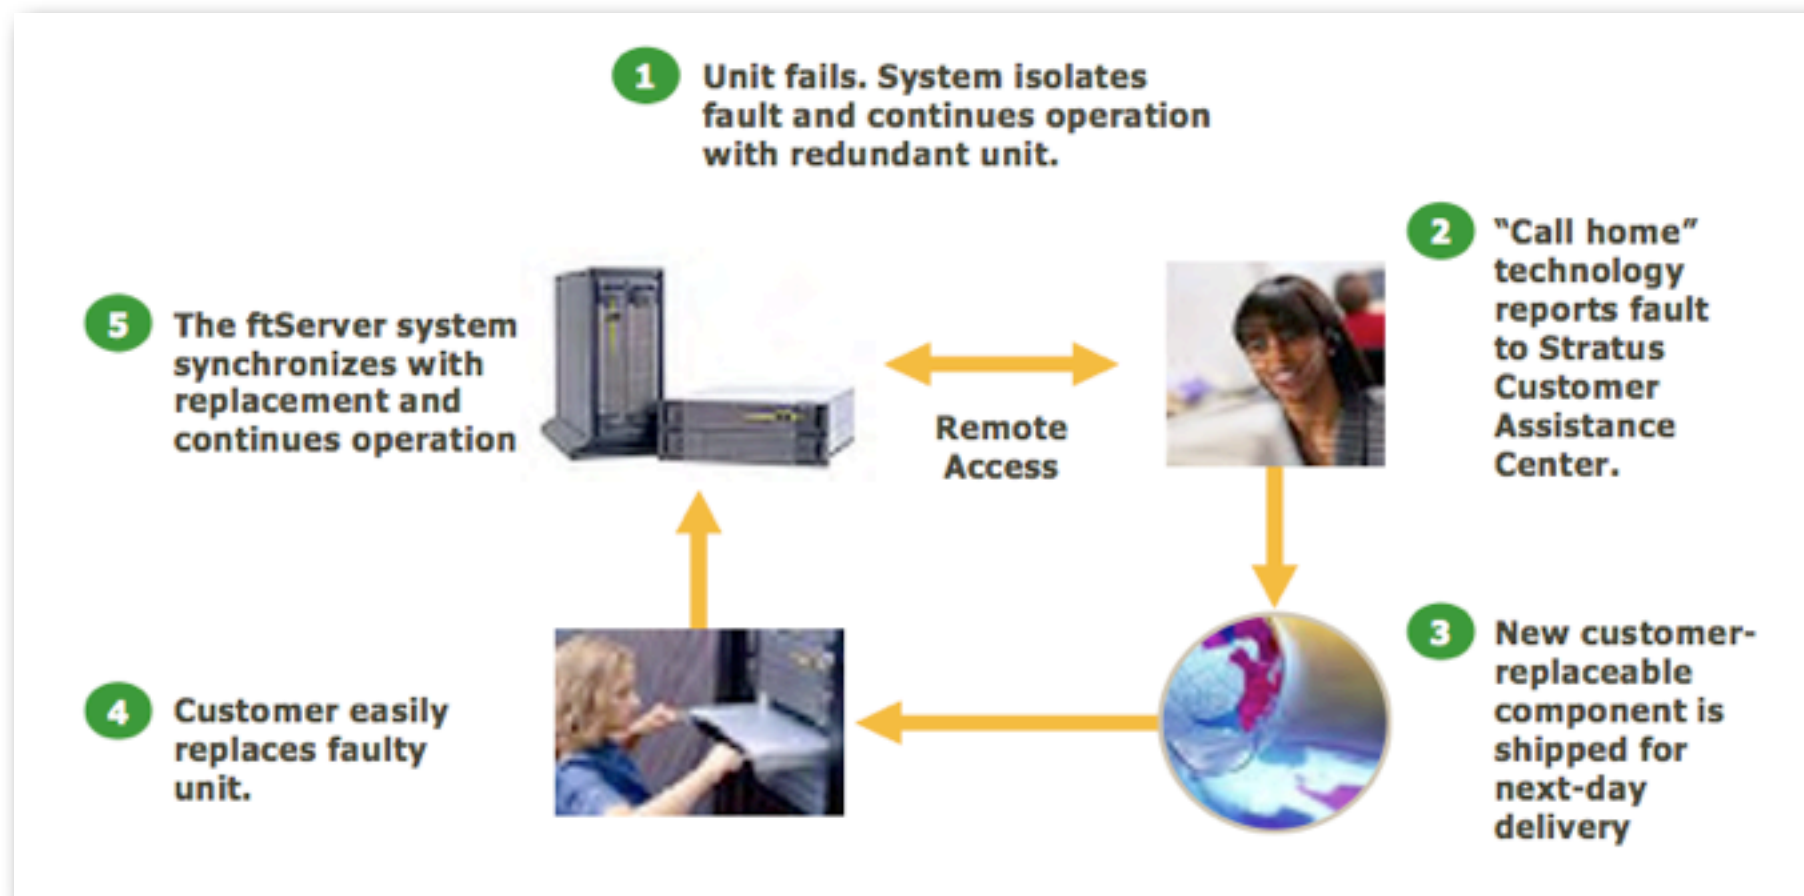 1
Unit fails. System isolates
fault and continues operation
with redundant unit.
2
“Call home”
technology
reports fault
to Stratus
Customer
Assistance
Center.
5
The ftServer system
synchronizes with
replacement and
continues operation
Remote
Access
3
New customer-
replaceable
component is
shipped for
next-day
delivery
4
Customer easily
replaces faulty
unit.